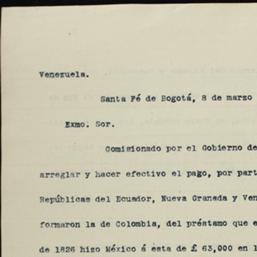 Venezuela.
Santa Fé de Bogotá, 8 de marzo
Exmo. Sor.
Comisionado por el Gobierno de
arreglar y hacer efectivo el pago, por part
Repúblicas del Ecuador, Nueva Granada y Ven
formaron la de Colombia, del préstamo que e
de 1826 hizo México á esta de £ 63,000 en l